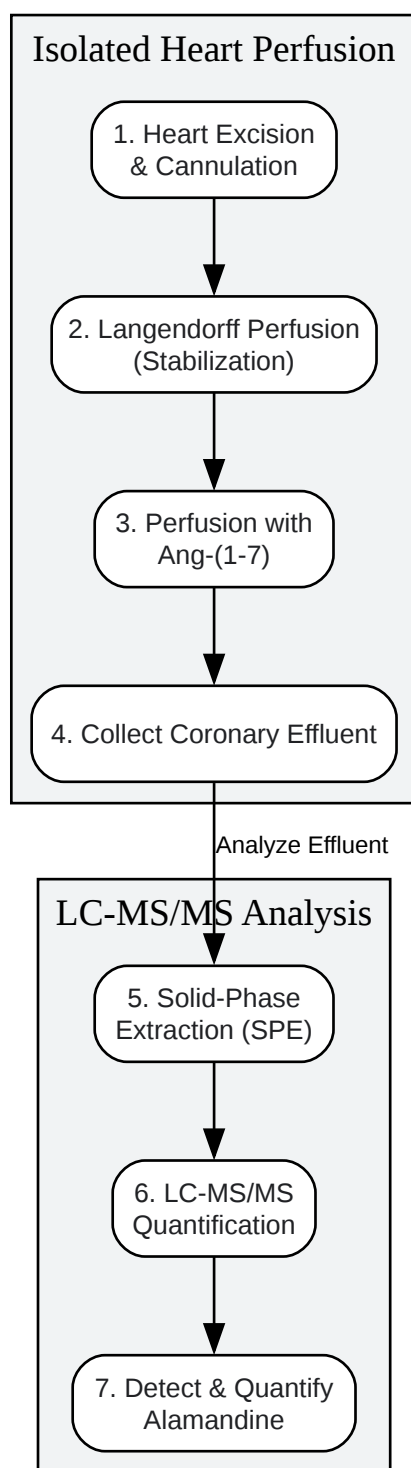 Isolated Heart Perfusion
1. Heart Excision
& Cannulation
2. Langendorff Perfusion
(Stabilization)
3. Perfusion with
Ang-(1-7)
4. Collect Coronary Effluent
Analyze Effluent
LC-MS/MS Analysis
5. Solid-Phase
Extraction (SPE)
6. LC-MS/MS
Quantification
7. Detect & Quantify
Alamandine